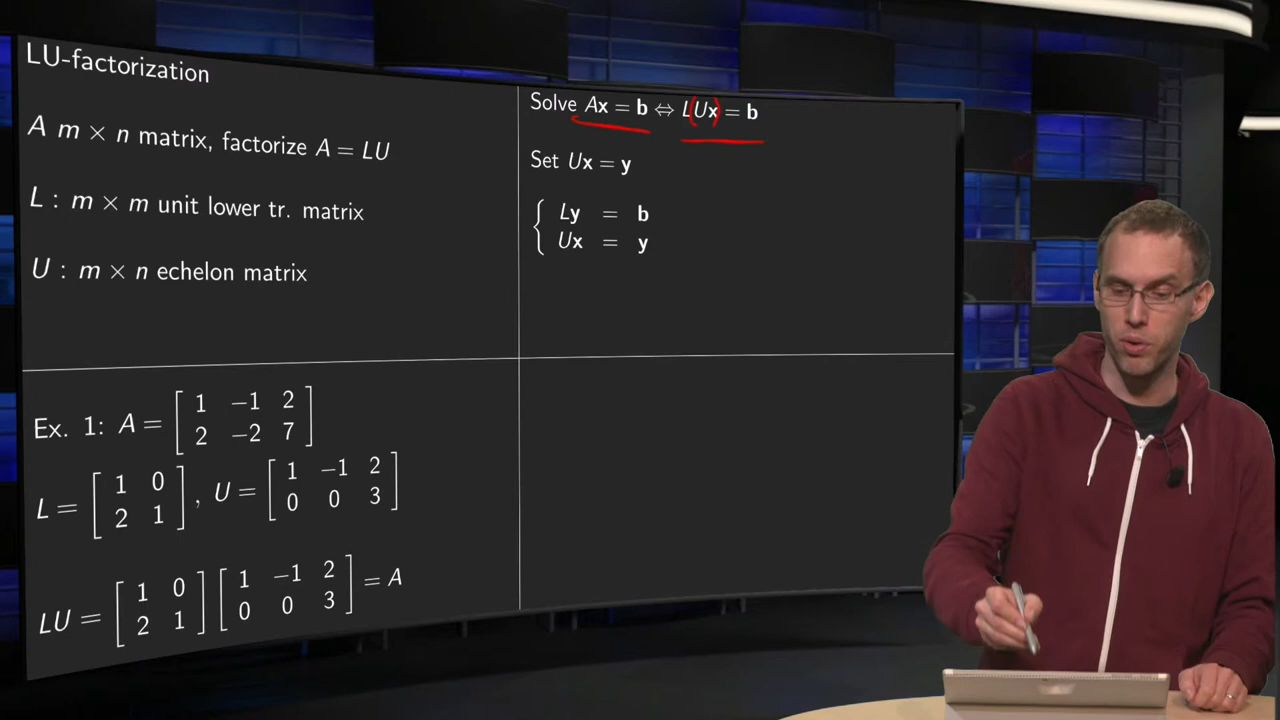 LU-factorization
A m × n matrix, factorize A = LU
L : m × m unit lower tr. matrix
U : m × n echelon matrix
Solve Ax = b ⇔ L(Ux) = b
Set Ux = y
{ Ly = b
Ux = y
Ex. 1: A = [ 1 −1 2
2 −2 7 ]
L = [ 1 0
2 1 ] , U = [ 1 −1 2
0 0 3 ]
LU = [ 1 0
2 1 ] [ 1 −1 2
0 0 3 ] = A